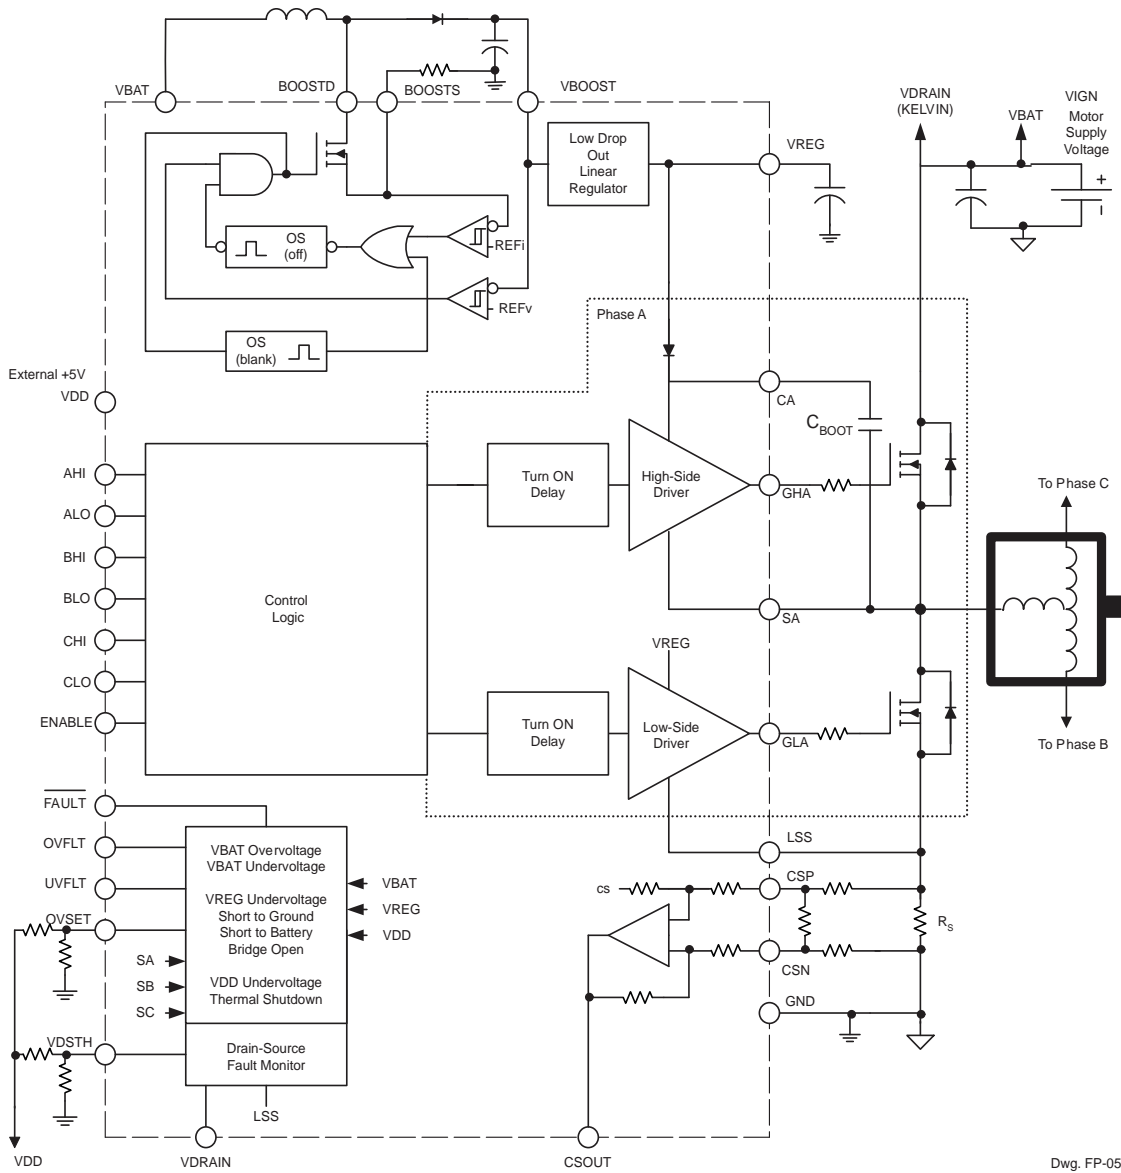 VBAT
BOOSTD
BOOSTS
VBOOST
VDRAIN
(KELVIN)
VBAT
VIGN
Motor
Supply
Voltage
+
Low Drop
Out
Linear
Regulator
VREG
OS
(off)
REFi
REFv
OS
(blank)
Phase A
External +5V
VDD
CA
CBOOT
AHI
ALO
BHI
BLO
CHI
CLO
ENABLE
Control
Logic
Turn ON
Delay
High-Side
Driver
GHA
To Phase C
SA
VREG
Turn ON
Delay
Low-Side
Driver
GLA
To Phase B
FAULT
OVFLT
UVFLT
OVSET
VBAT Overvoltage
VBAT Undervoltage
VREG Undervoltage
Short to Ground
Short to Battery
Bridge Open
VDD Undervoltage
Thermal Shutdown
VBAT
VREG
VDD
SA
SB
SC
LSS
cs
CSP
RS
CSN
GND
VDSTH
Drain-Source
Fault Monitor
LSS
VDD
VDRAIN
CSOUT
Dwg. FP-05